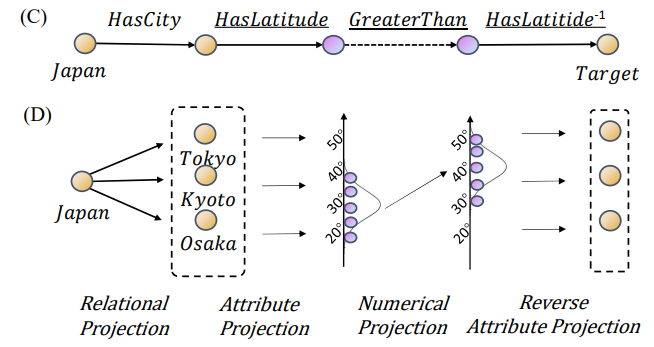 (C) HasCity HasLatitude GreaterThan HasLatitide⁻¹
Japan Target
(D)
50° 50°
Tokyo
40° 40°
Kyoto
Japan
30° 30°
Osaka
20° 20°
Relational Attribute Numerical Reverse
Projection Projection Projection Attribute Projection